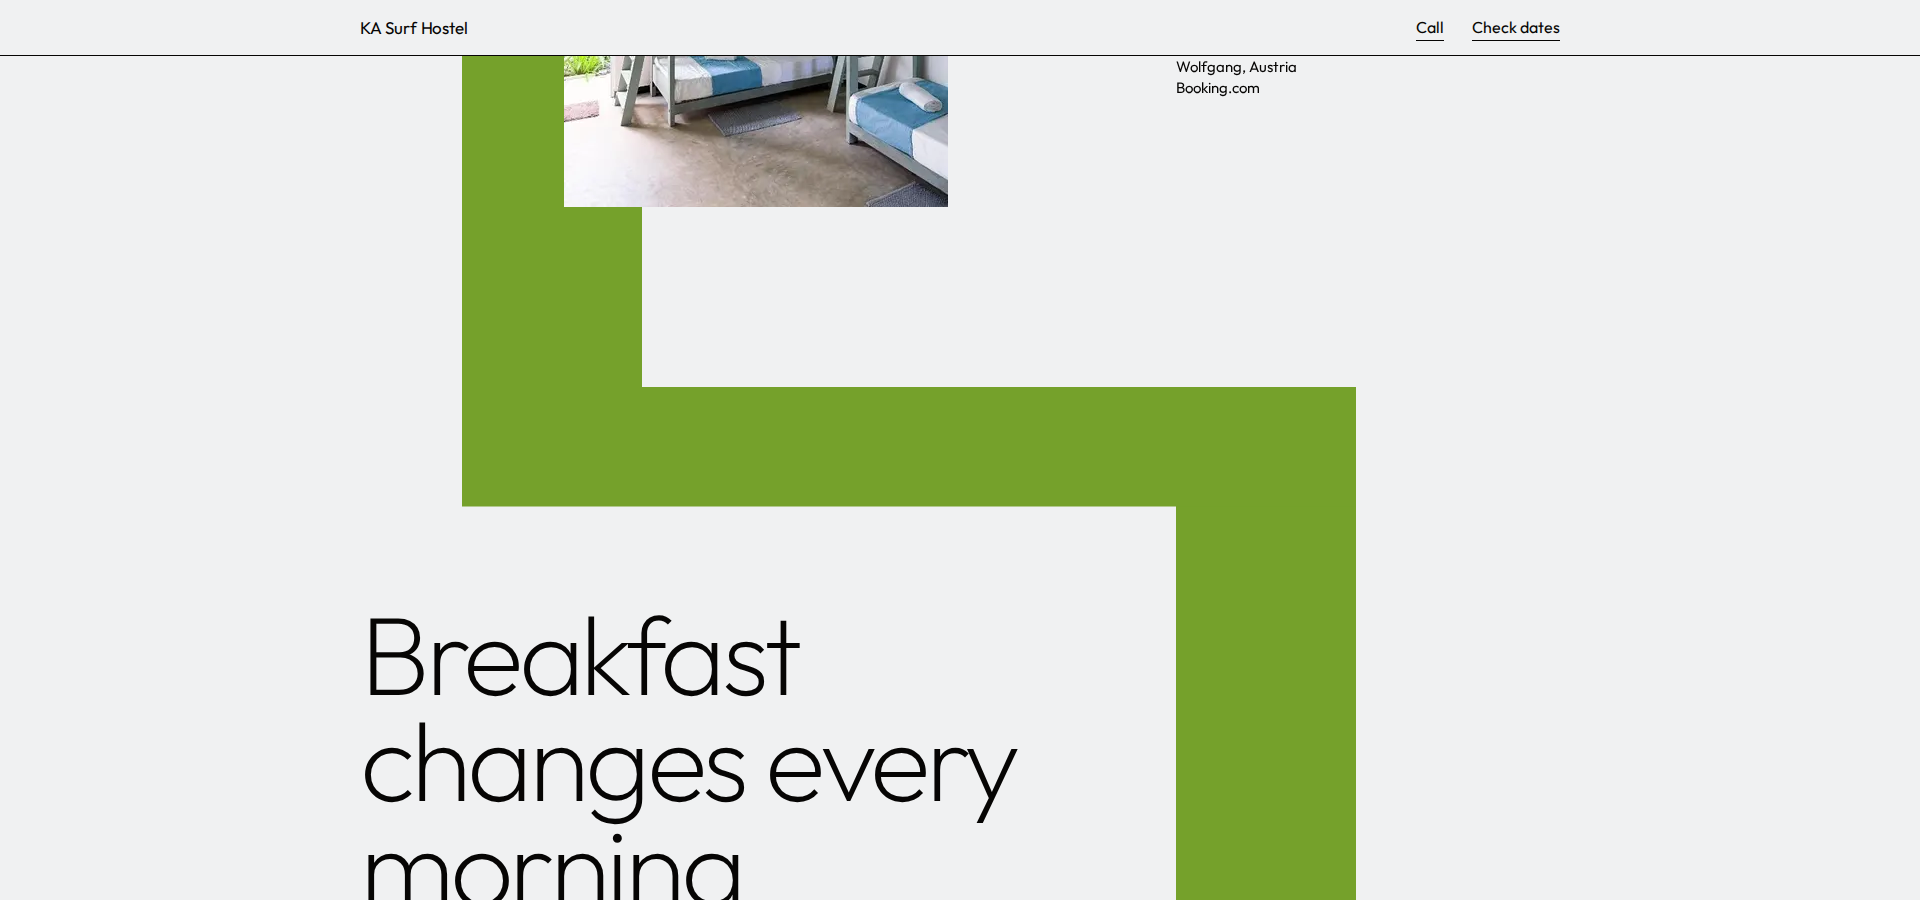 KA Surf Hostel
Call
Check dates
Wolfgang, Austria
Booking.com
Breakfast
changes every
morning